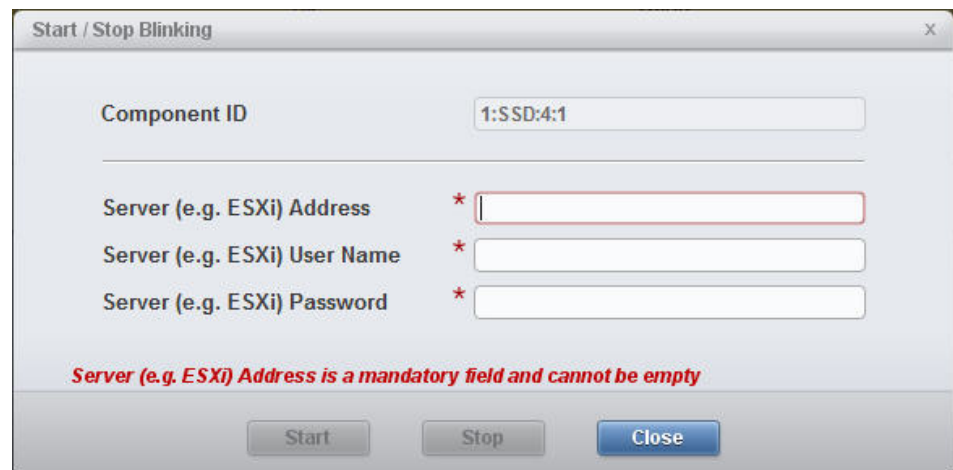 Start / Stop Blinking x
Component ID 1:SSD:4:1
Server (e.g. ESXi) Address *
Server (e.g. ESXi) User Name *
Server (e.g. ESXi) Password *
Server (e.g. ESXi) Address is a mandatory field and cannot be empty
Start Stop Close